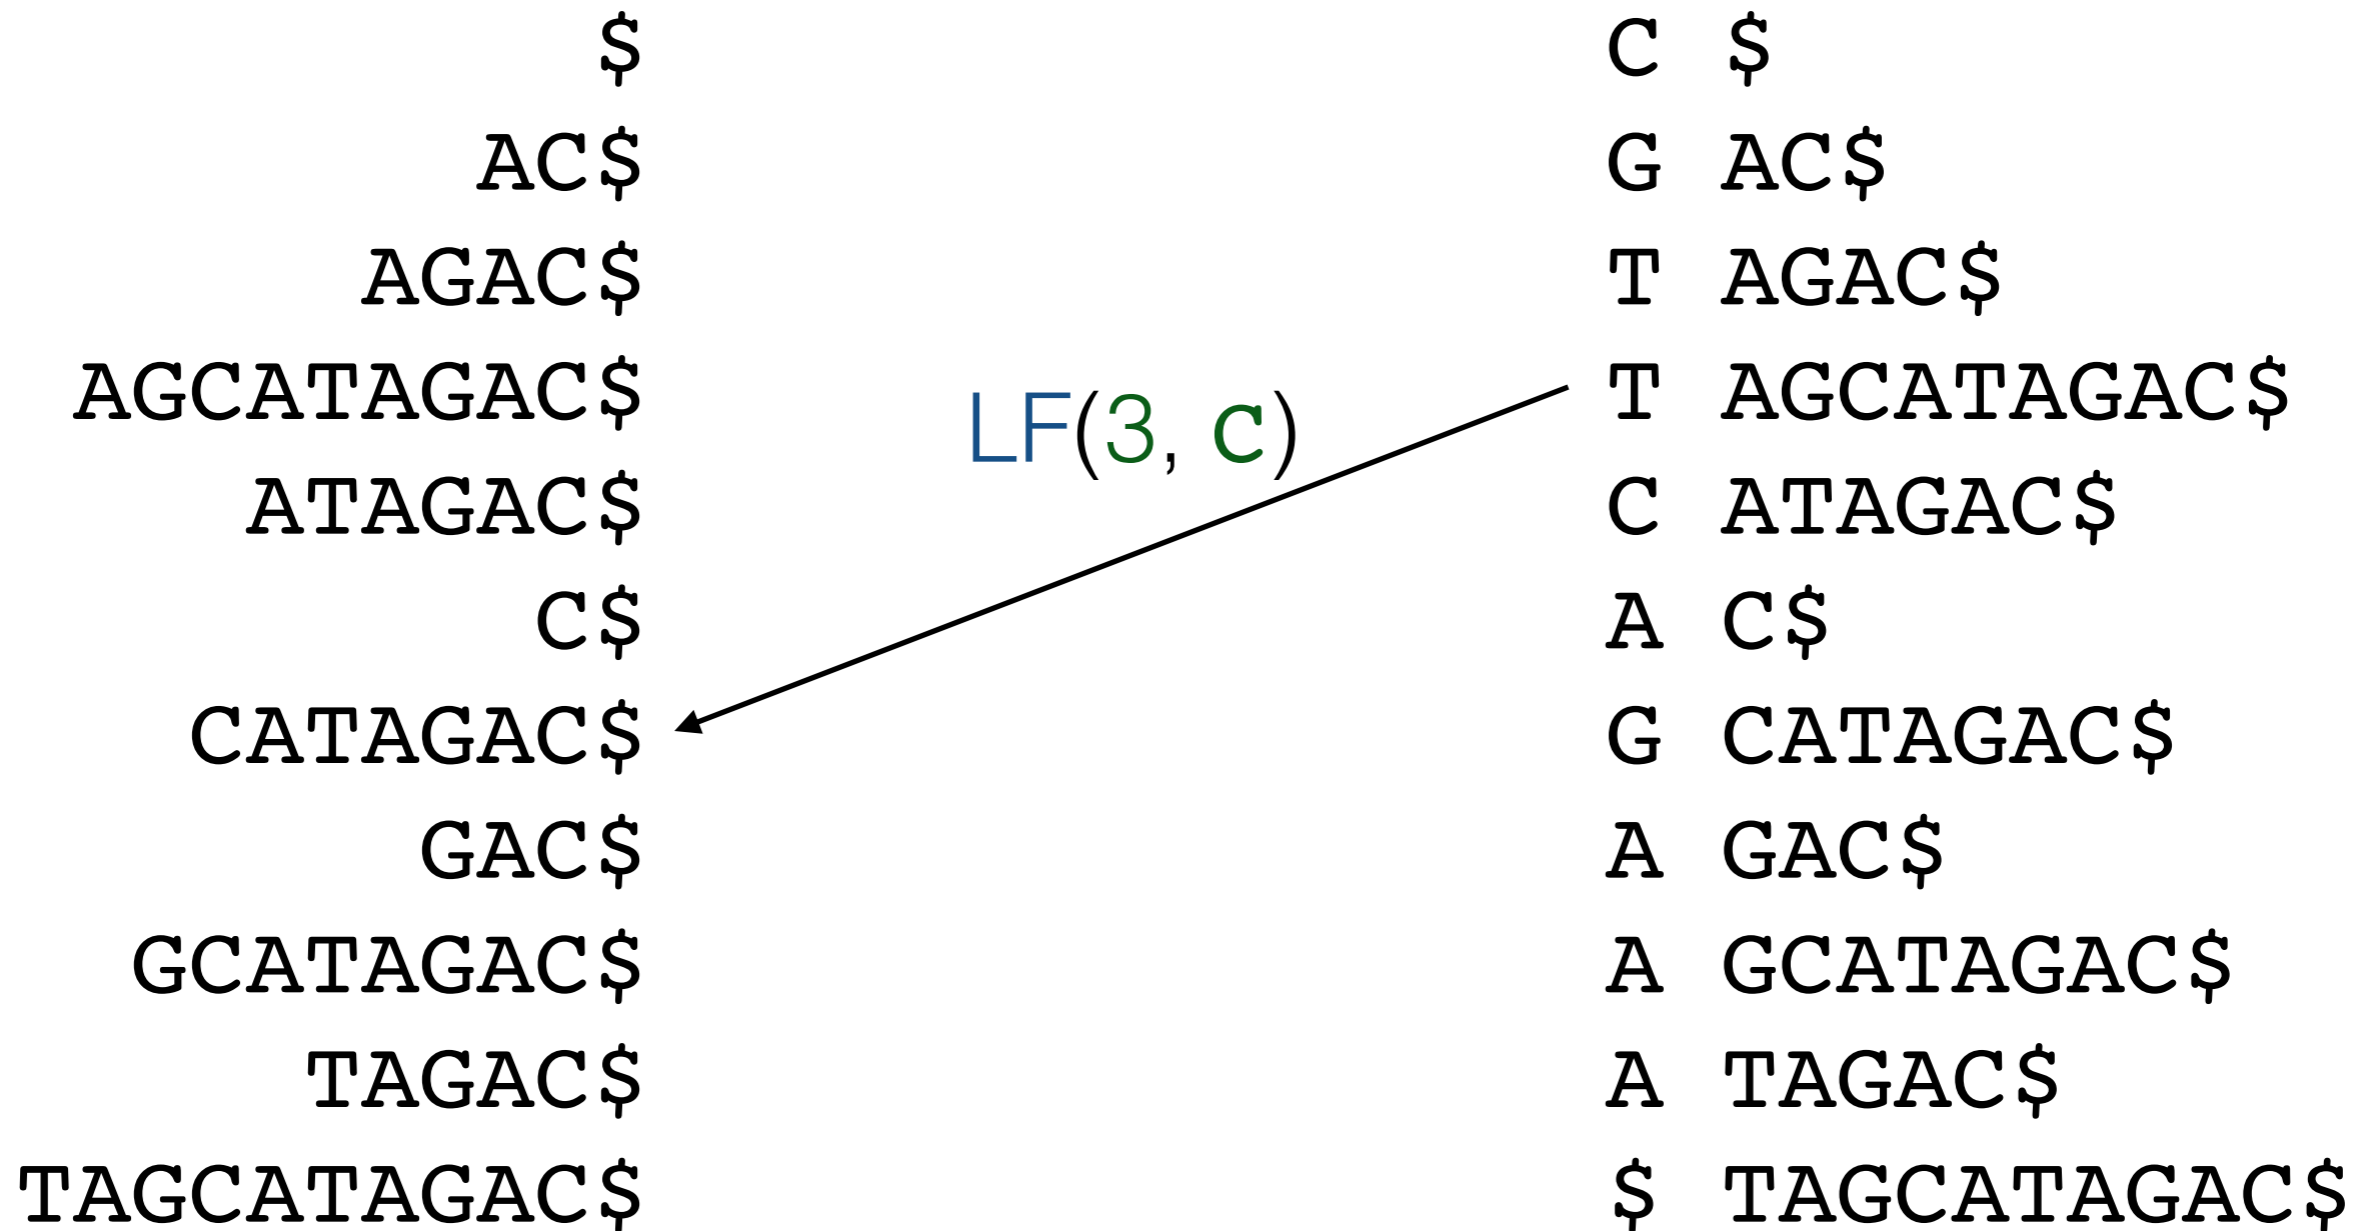 $
AC$
AGAC$
AGCATAGAC$
ATAGAC$
C$
CATAGAC$
GAC$
GCATAGAC$
TAGAC$
TAGCATAGAC$
LF(3, C)
C $
G AC$
T AGAC$
T AGCATAGAC$
C ATAGAC$
A C$
G CATAGAC$
A GAC$
A GCATAGAC$
A TAGAC$
$ TAGCATAGAC$